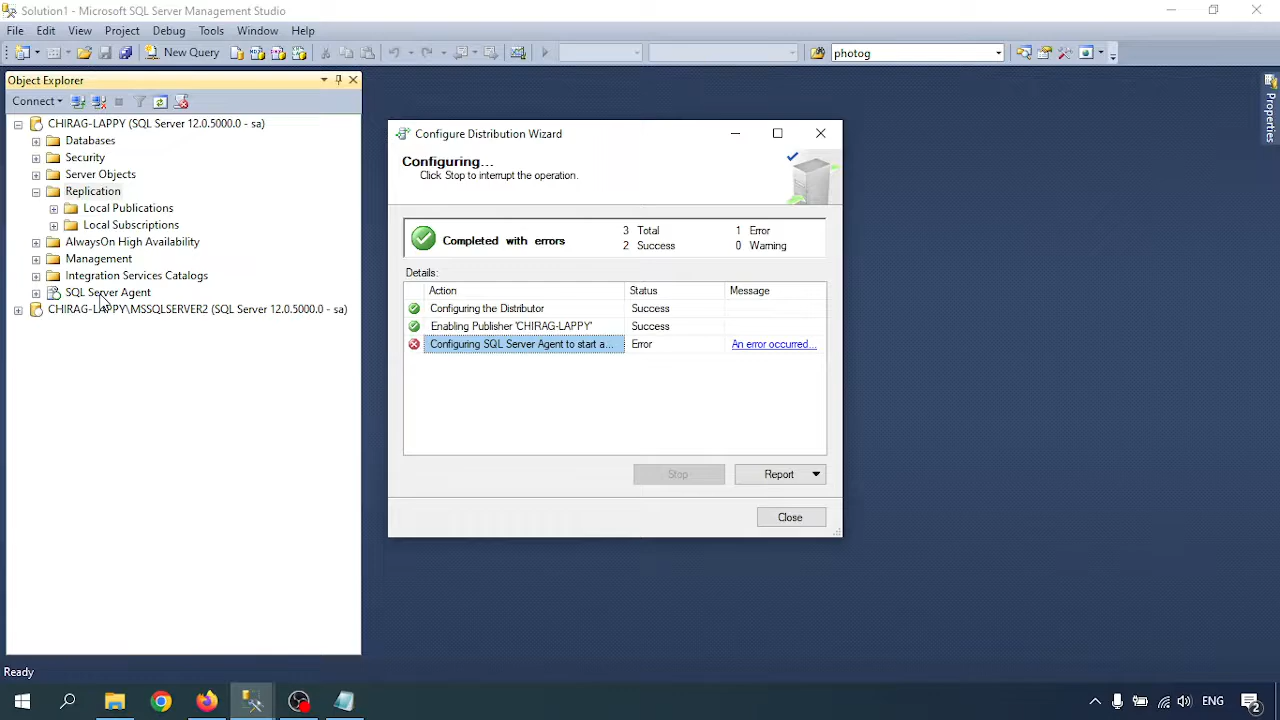 Solution1 - Microsoft SQL Server Management Studio
File Edit View Project Debug Tools Window Help
New Query photog
Object Explorer
Connect
CHIRAG-LAPPY (SQL Server 12.0.5000.0 - sa)
Databases
Security
Server Objects
Replication
Local Publications
Local Subscriptions
AlwaysOn High Availability
Management
Integration Services Catalogs
SQL Server Agent
CHIRAG-LAPPY\MSSQLSERVER2 (SQL Server 12.0.5000.0 - sa)
Configure Distribution Wizard
Configuring...
Click Stop to interrupt the operation.
Completed with errors
3 Total 1 Error
2 Success 0 Warning
Details:
Action Status Message
Configuring the Distributor Success
Enabling Publisher 'CHIRAG-LAPPY' Success
Configuring SQL Server Agent to start a... Error An error occurred...
Stop Report
Close
Properties
Ready
ENG
2